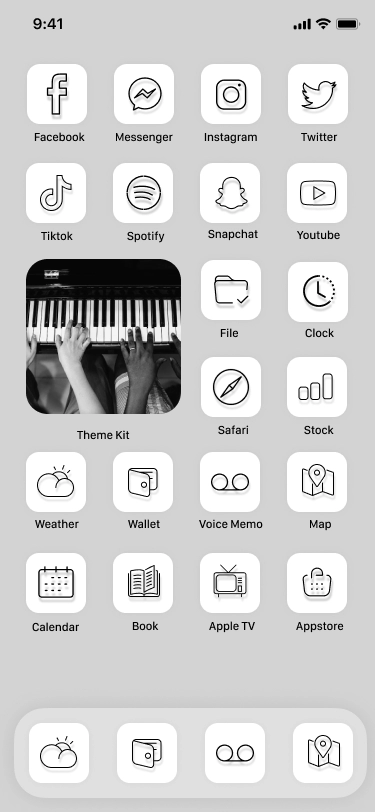 9:41
Facebook Messenger Instagram Twitter
Tiktok Spotify Snapchat Youtube
File Clock
Safari Stock
Theme Kit
Weather Wallet Voice Memo Map
Calendar Book Apple TV Appstore